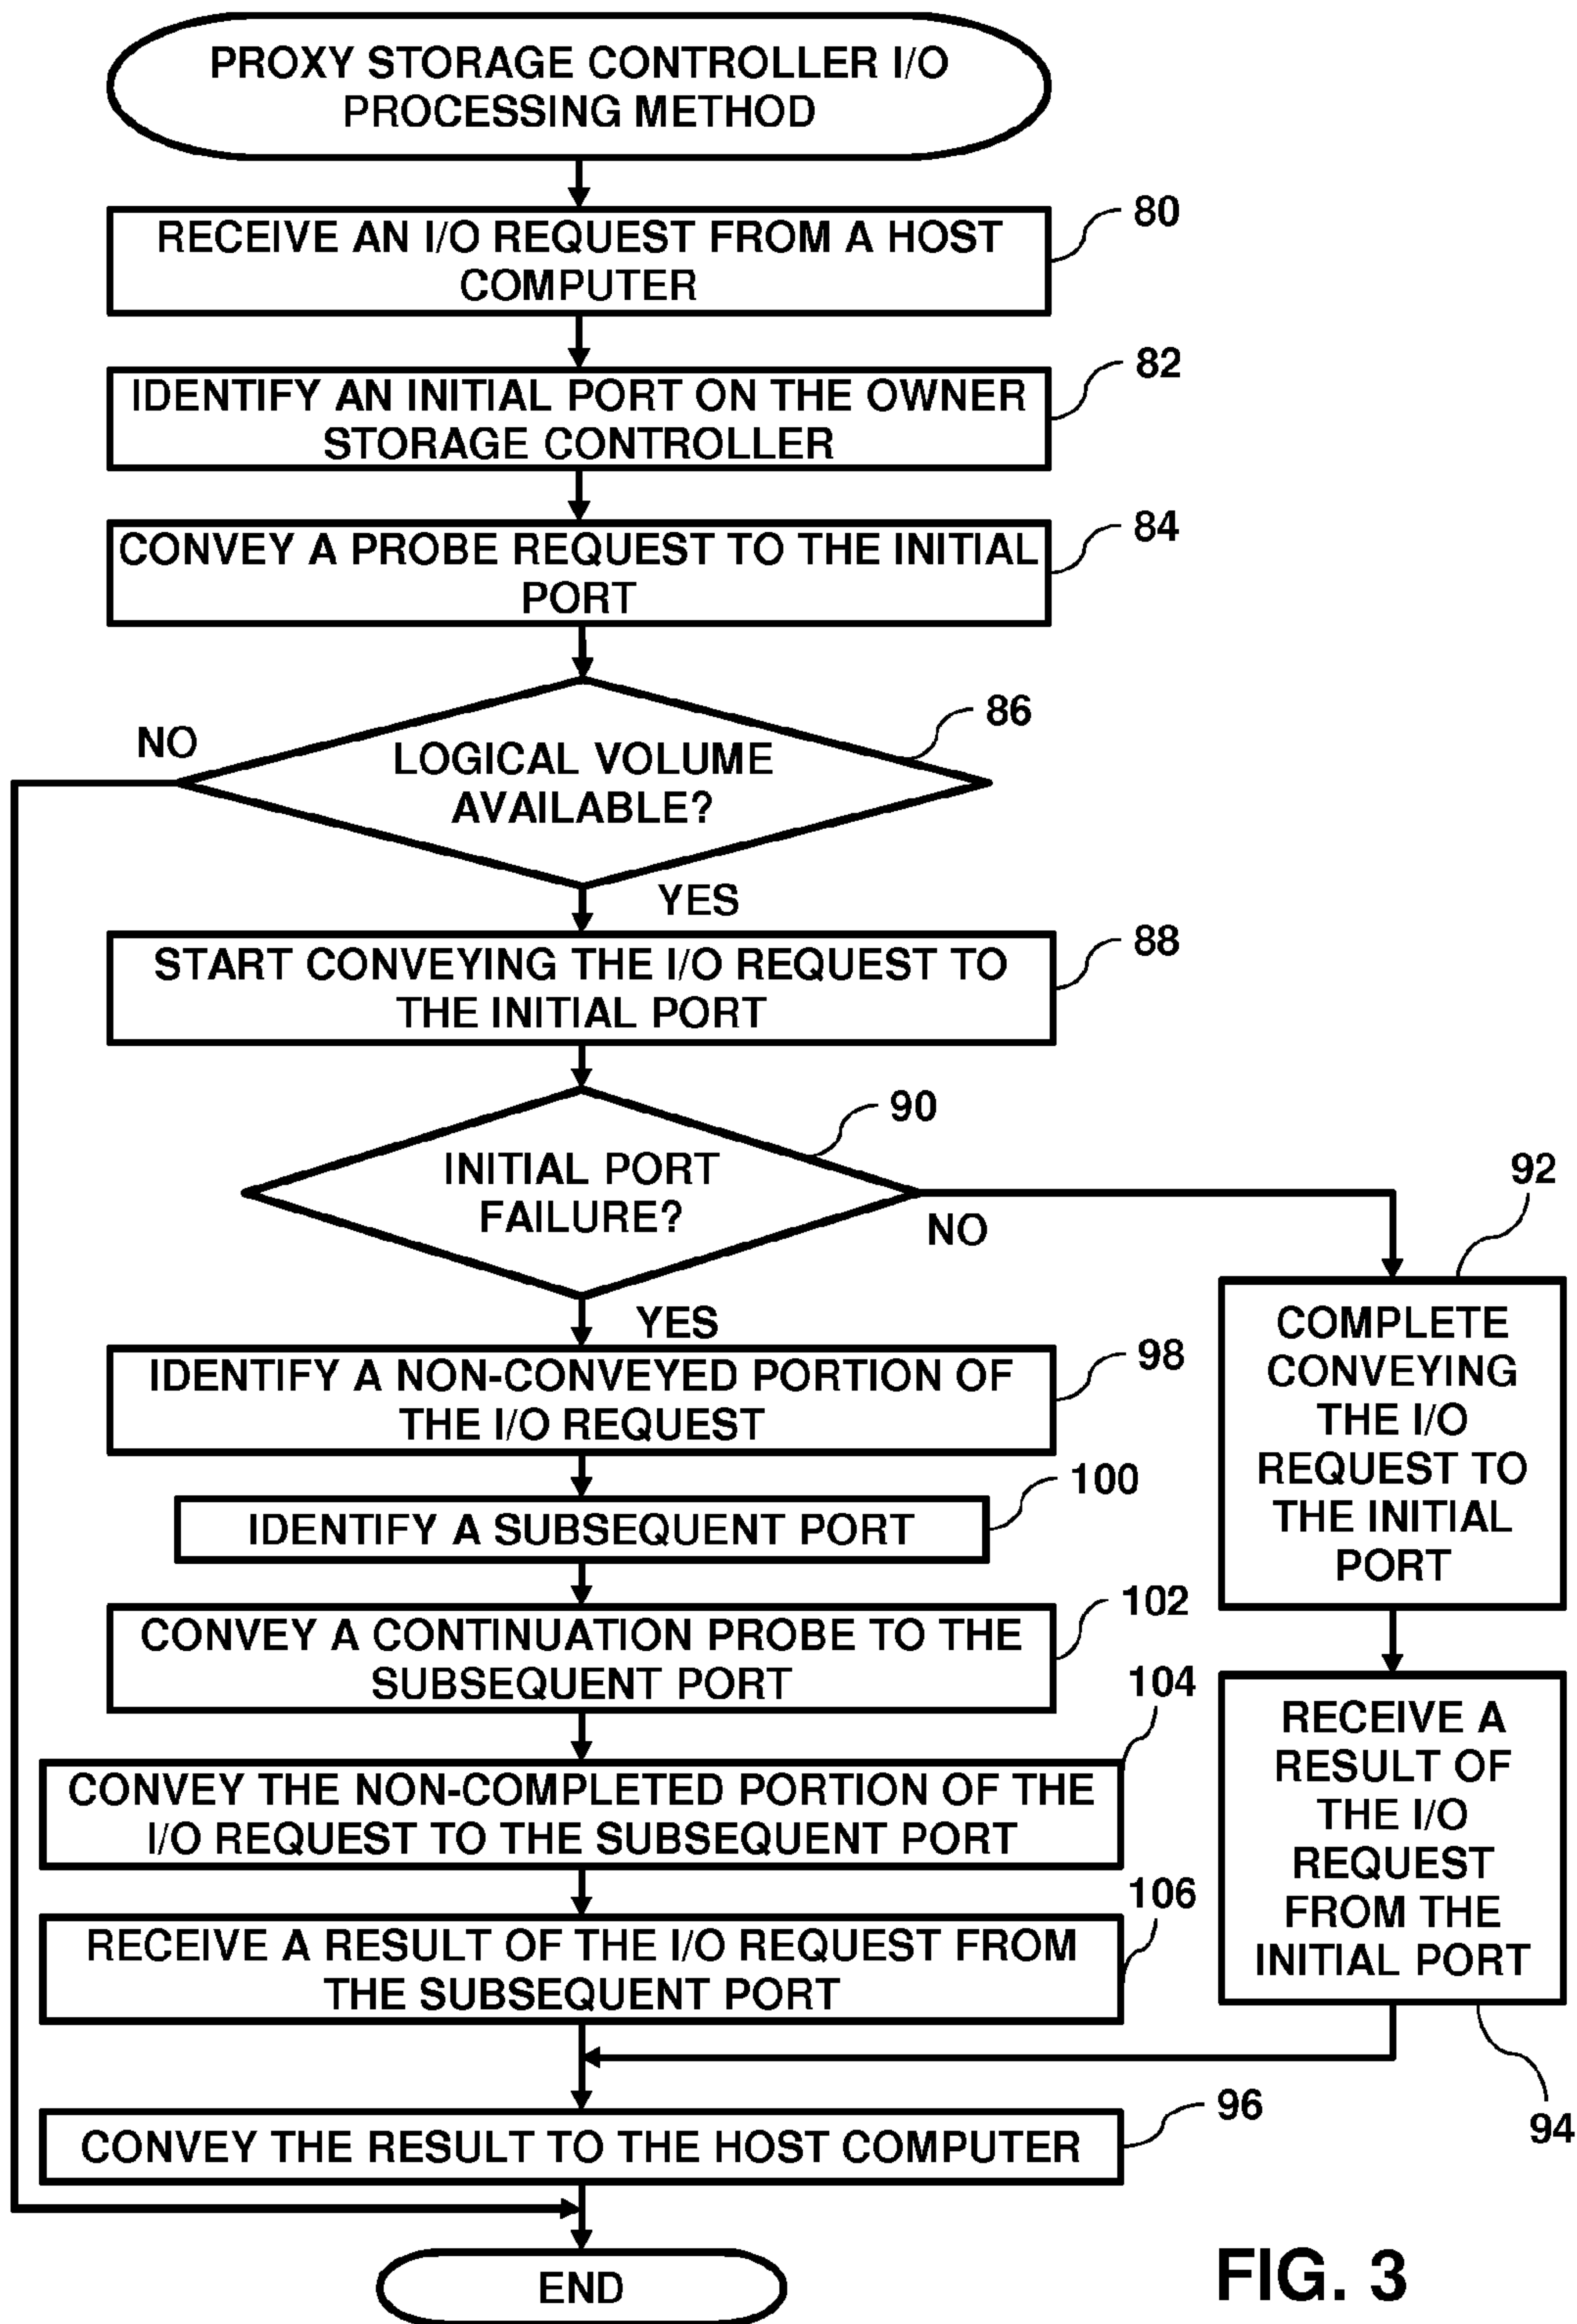 PROXY STORAGE CONTROLLER I/O
PROCESSING METHOD
RECEIVE AN I/O REQUEST FROM A HOST
COMPUTER
80
IDENTIFY AN INITIAL PORT ON THE OWNER
STORAGE CONTROLLER
82
CONVEY A PROBE REQUEST TO THE INITIAL
PORT
84
LOGICAL VOLUME
AVAILABLE?
86
NO
YES
START CONVEYING THE I/O REQUEST TO
THE INITIAL PORT
88
INITIAL PORT
FAILURE?
90
NO
YES
COMPLETE
CONVEYING
THE I/O
REQUEST TO
THE INITIAL
PORT
92
RECEIVE A
RESULT OF
THE I/O
REQUEST
FROM THE
INITIAL PORT
94
IDENTIFY A NON-CONVEYED PORTION OF
THE I/O REQUEST
98
IDENTIFY A SUBSEQUENT PORT
100
CONVEY A CONTINUATION PROBE TO THE
SUBSEQUENT PORT
102
CONVEY THE NON-COMPLETED PORTION OF THE
I/O REQUEST TO THE SUBSEQUENT PORT
104
RECEIVE A RESULT OF THE I/O REQUEST FROM
THE SUBSEQUENT PORT
106
CONVEY THE RESULT TO THE HOST COMPUTER
96
END
FIG. 3